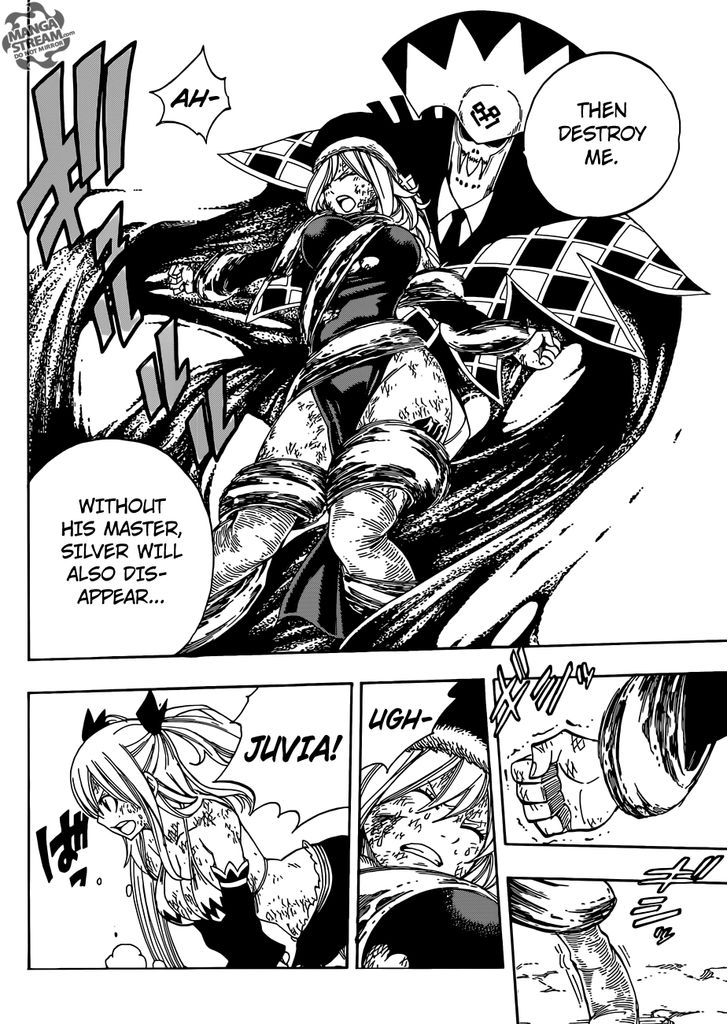 MANGA
STREAM.com
DO NOT MIRROR
THEN
DESTROY
ME.
AH-
WITHOUT
HIS MASTER,
SILVER WILL
ALSO DIS-
APPEAR...
UGH-
JUVIA!